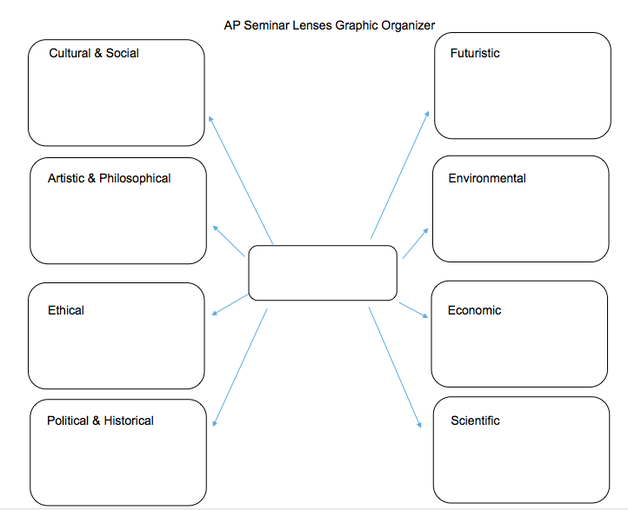 AP Seminar Lenses Graphic Organizer
Cultural & Social
Futuristic
Artistic & Philosophical
Environmental
Ethical
Economic
Political & Historical
Scientific